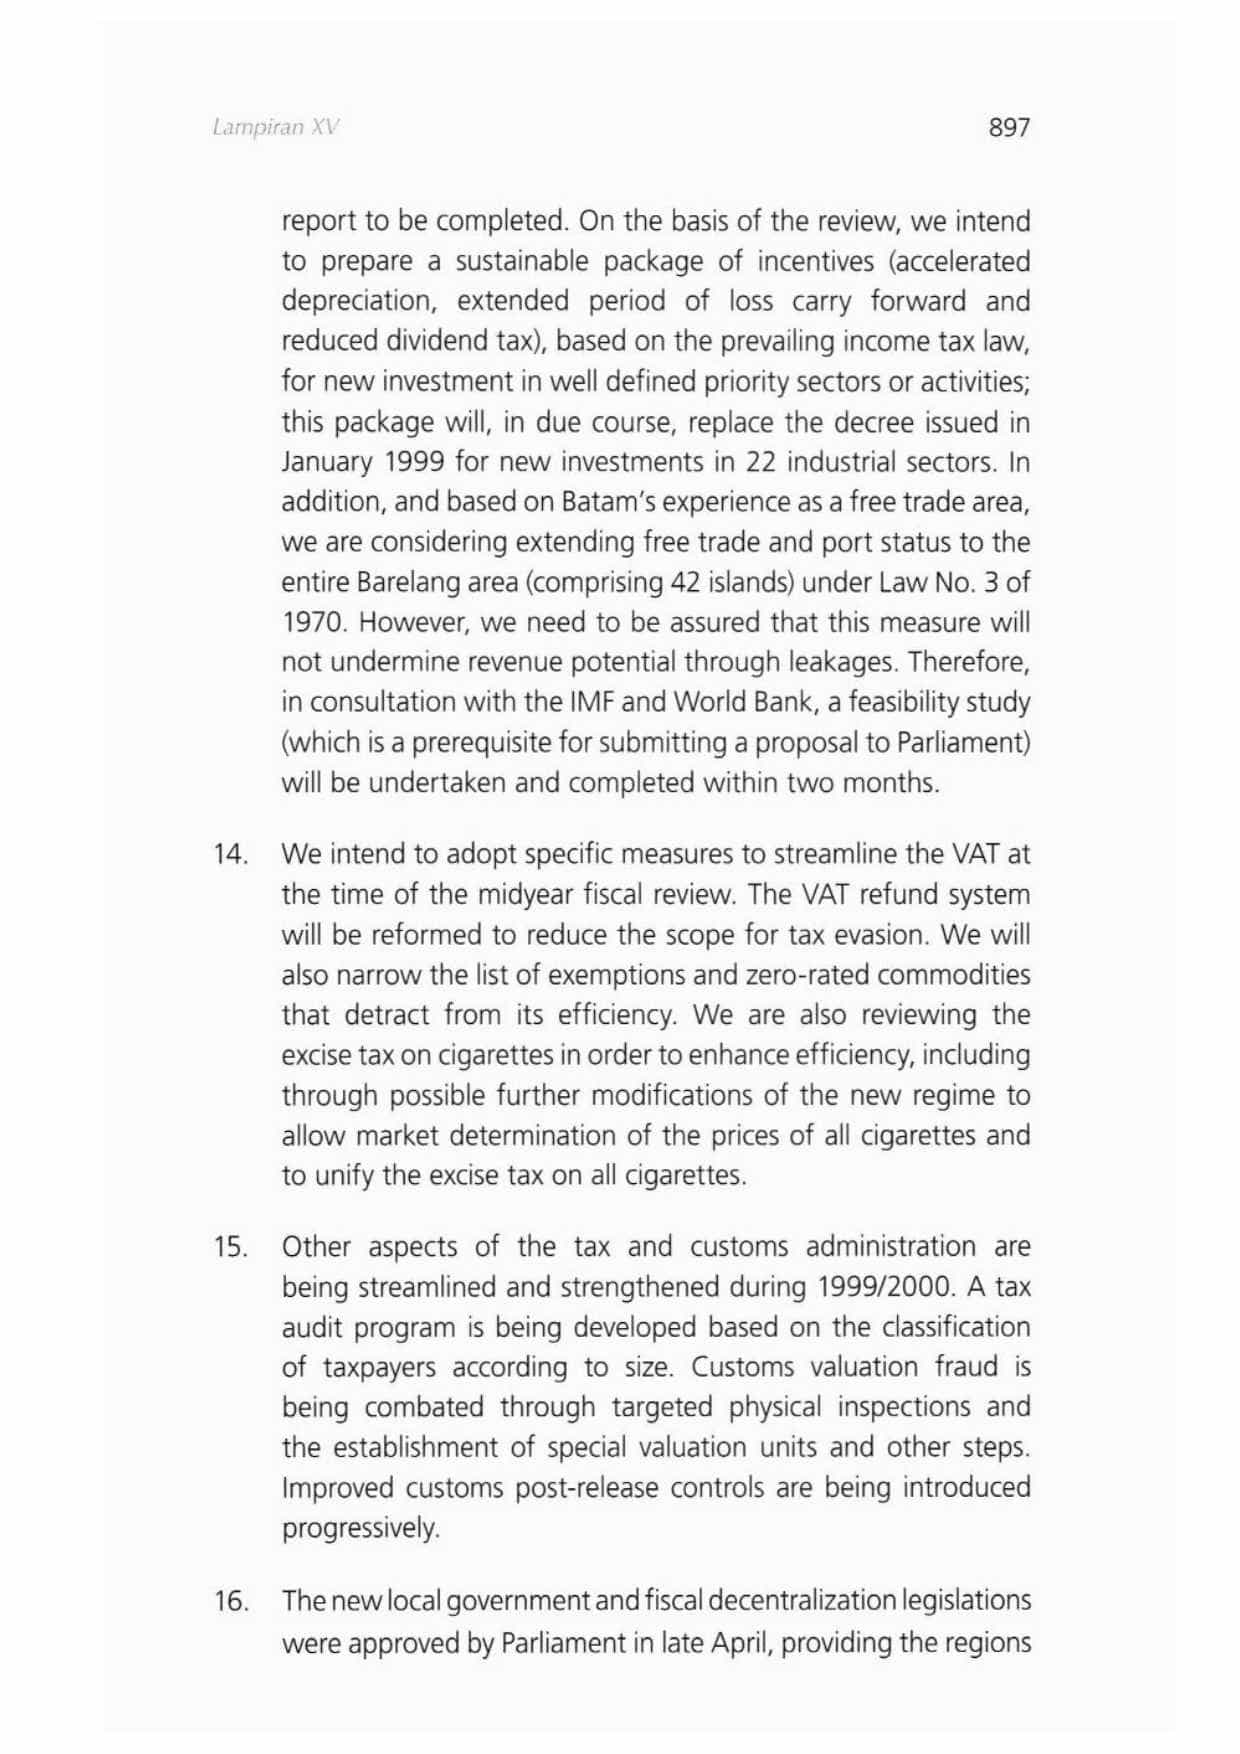 Lampiran XV
897
report to be completed. On the basis of the review, we intend
to prepare a sustainable package of incentives (accelerated
depreciation, extended period of loss carry forward and
reduced dividend tax), based on the prevailing income tax law,
for new investment in well defined priority sectors or activities;
this package will, in due course, replace the decree issued in
January 1999 for new investments in 22 industrial sectors. In
addition, and based on Batam's experience as a free trade area,
we are considering extending free trade and port status to the
entire Barelang area (comprising 42 islands) under Law No. 3 of
1970. However, we need to be assured that this measure will
not undermine revenue potential through leakages. Therefore,
in consultation with the IMF and World Bank, a feasibility study
(which is a prerequisite for submitting a proposal to Parliament)
will be undertaken and completed within two months.
14. We intend to adopt specific measures to streamline the VAT at
the time of the midyear fiscal review. The VAT refund system
will be reformed to reduce the scope for tax evasion. We will
also narrow the list of exemptions and zero-rated commodities
that detract from its efficiency. We are also reviewing the
excise tax on cigarettes in order to enhance efficiency, including
through possible further modifications of the new regime to
allow market determination of the prices of all cigarettes and
to unify the excise tax on all cigarettes.
15. Other aspects of the tax and customs administration are
being streamlined and strengthened during 1999/2000. A tax
audit program is being developed based on the classification
of taxpayers according to size. Customs valuation fraud is
being combated through targeted physical inspections and
the establishment of special valuation units and other steps.
Improved customs post-release controls are being introduced
progressively.
16. The new local government and fiscal decentralization legislations
were approved by Parliament in late April, providing the regions